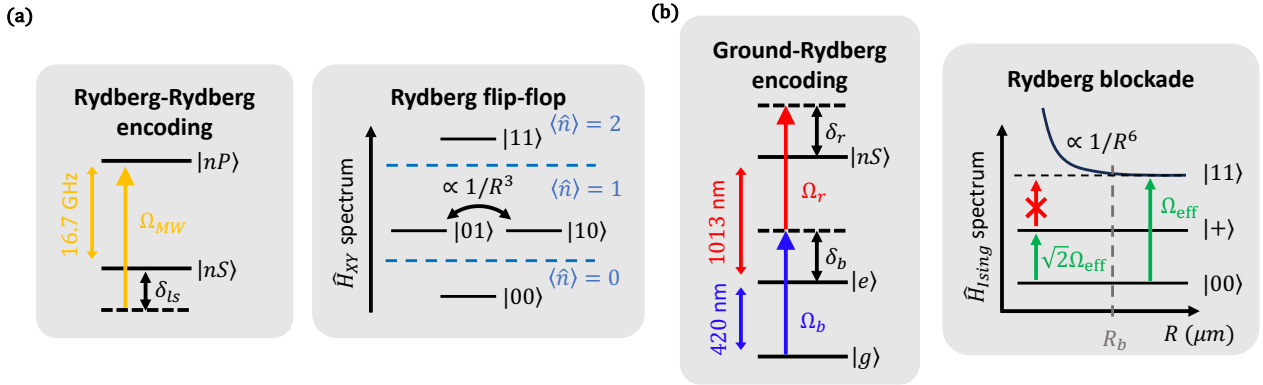 (a)
Rydberg-Rydberg
encoding
|nP⟩
16.7 GHz
Ω_MW
|nS⟩
δ_ls
Rydberg flip-flop
Ĥ_XY spectrum
⟨n̂⟩ = 2
|11⟩
∝ 1/R³
⟨n̂⟩ = 1
|01⟩
|10⟩
⟨n̂⟩ = 0
|00⟩
(b)
Ground-Rydberg
encoding
δ_r
|nS⟩
1013 nm
Ω_r
δ_b
|e⟩
420 nm
Ω_b
|g⟩
Rydberg blockade
Ĥ_Ising spectrum
∝ 1/R⁶
|11⟩
Ω_eff
|+⟩
√2Ω_eff
|00⟩
R_b
R (μm)